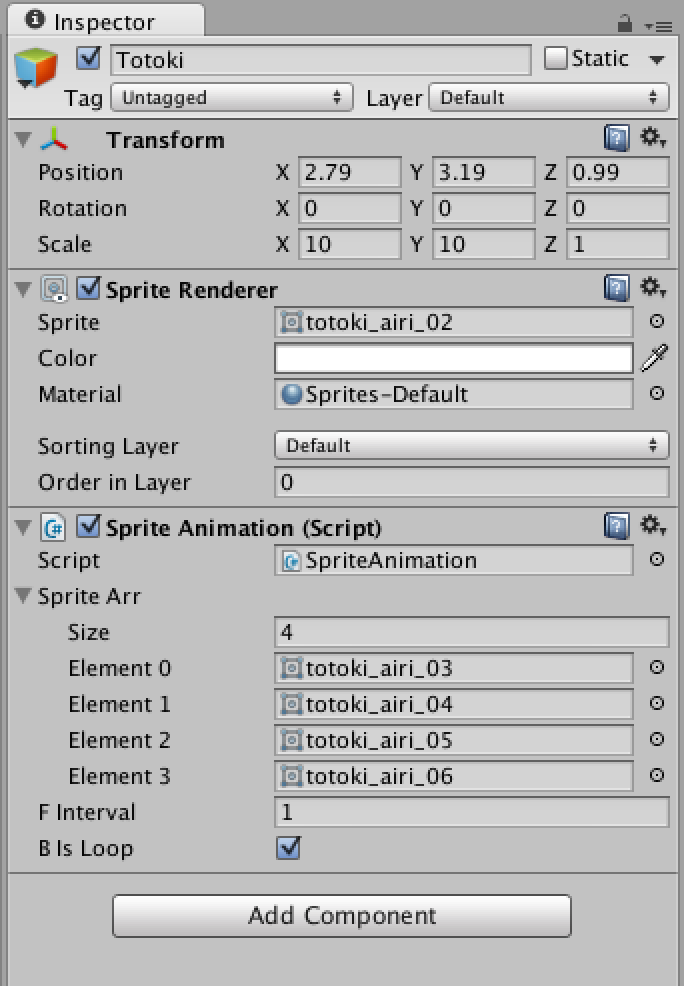 Inspector
Totoki Static
Tag Untagged Layer Default
Transform
Position X 2.79 Y 3.19 Z 0.99
Rotation X 0 Y 0 Z 0
Scale X 10 Y 10 Z 1
Sprite Renderer
Sprite totoki_airi_02
Color
Material Sprites-Default
Sorting Layer Default
Order in Layer 0
C# Sprite Animation (Script)
Script SpriteAnimation
Sprite Arr
Size 4
Element 0 totoki_airi_03
Element 1 totoki_airi_04
Element 2 totoki_airi_05
Element 3 totoki_airi_06
F Interval 1
B Is Loop
Add Component